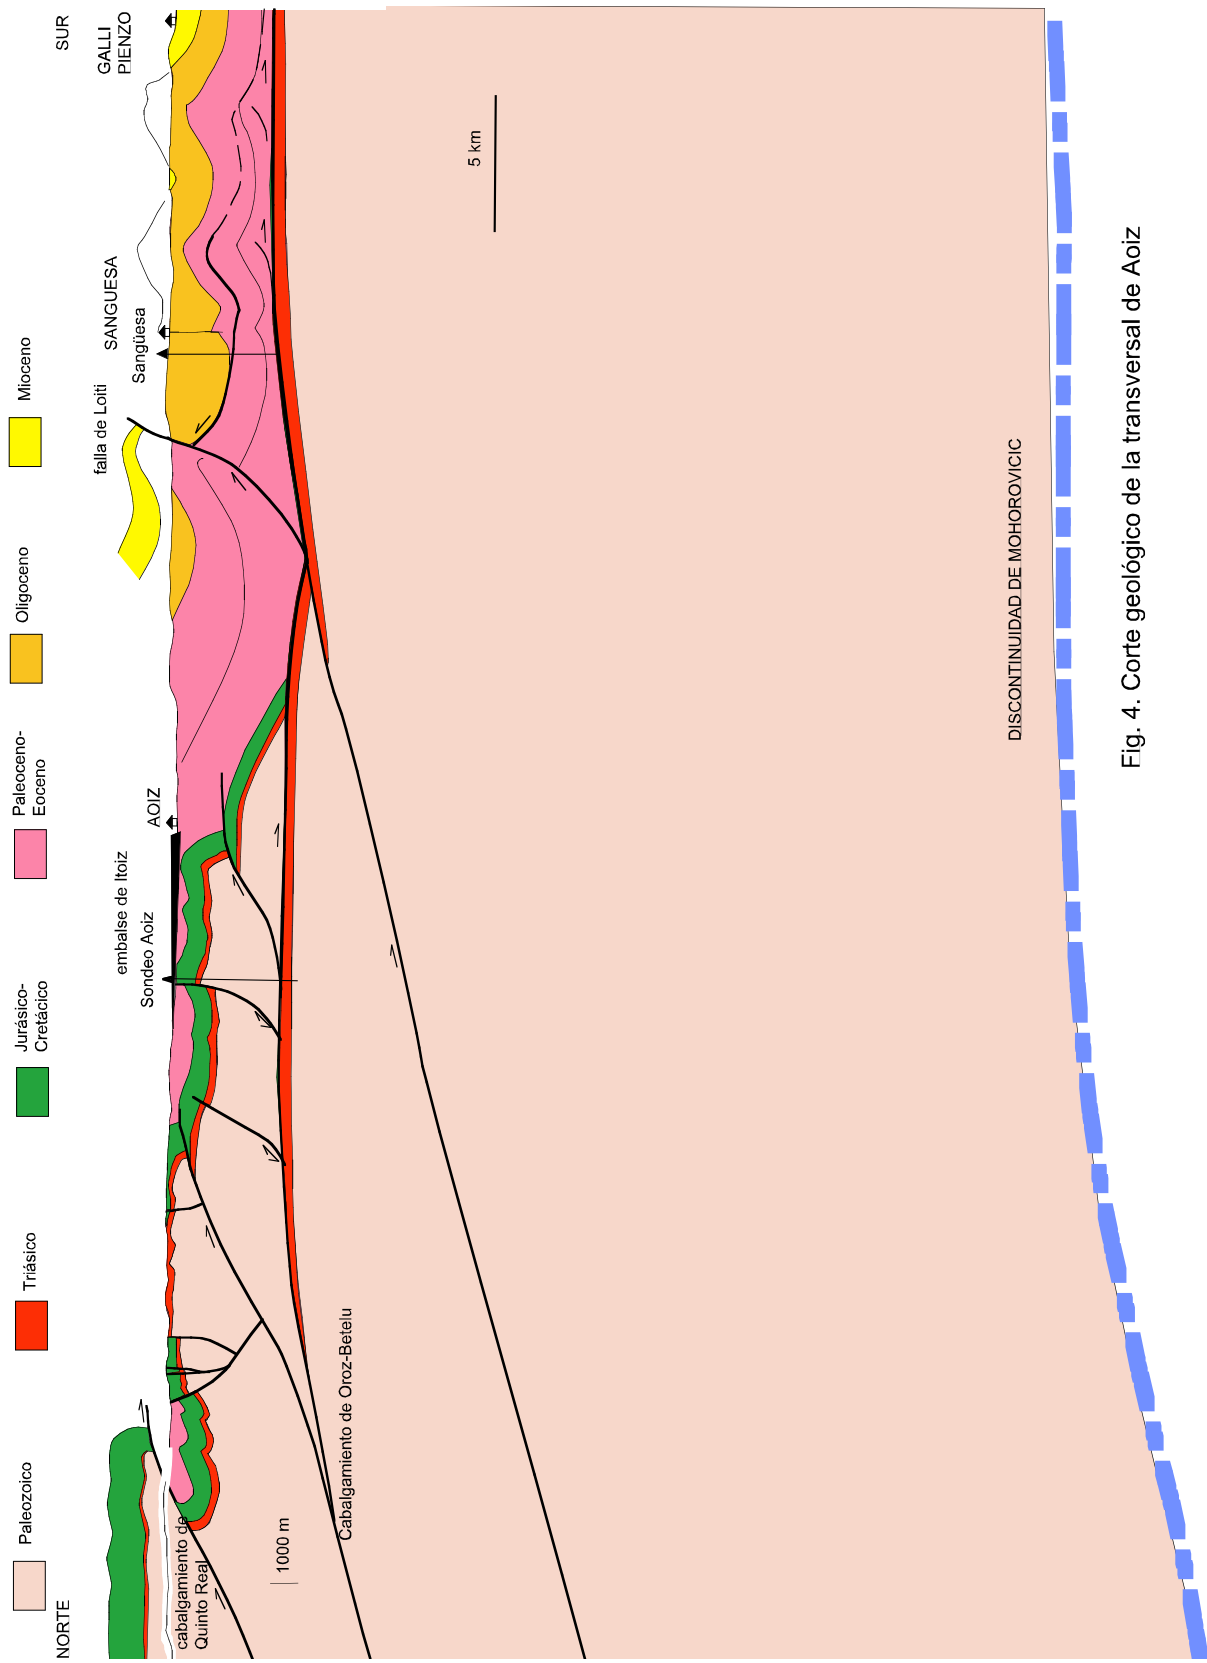 Paleozoico
Triásico
Jurásico-
Cretácico
Paleoceno-
Eoceno
Oligoceno
Mioceno
NORTE
SUR
cabalgamiento de
Quinto Real
1000 m
Cabalgamiento de Oroz-Betelu
Sondeo Aoiz
embalse de Itoiz
AOIZ
falla de Loiti
Sangüesa
SANGUESA
GALLI
PIENZO
5 km
DISCONTINUIDAD DE MOHOROVICIC
Fig. 4. Corte geológico de la transversal de Aoiz